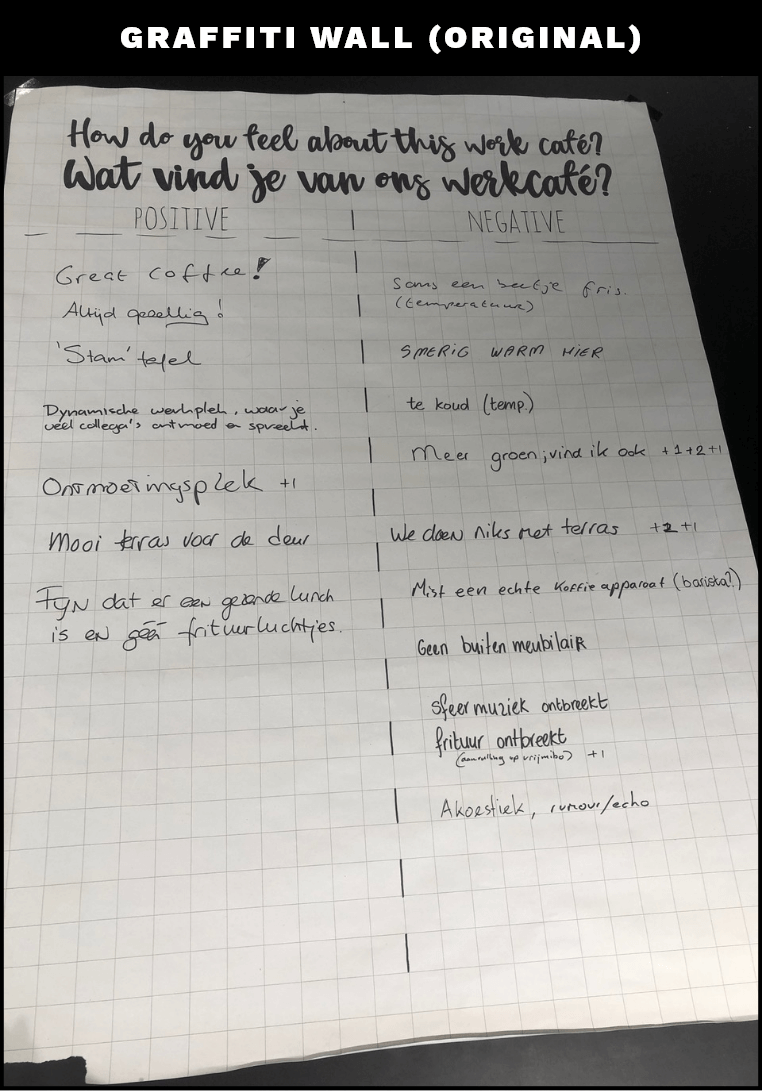 GRAFFITI WALL (ORIGINAL)
How do you feel about this work café?
Wat vind je van ons werkcafé?
POSITIVE
NEGATIVE
Great coffee!
Altijd gezellig!
'Stam' tafel
Dynamische werkplek, waar je
veel collega's ontmoed en spreekt.
Ontmoetingsplek +1
Mooi terras voor de deur
Fijn dat er een gezonde lunch
is en géén frituurluchtjes.
Soms een beetje fris.
(temperatuur)
SMERIG WARM HIER
te koud (temp.)
Meer groen; vind ik ook +1+2+1
We doen niks met terras +2 +1
Mist een echte koffie apparaat (barista?)
Geen buiten meubilair
sfeer muziek ontbreekt
frituur ontbreekt
(aanvulling op vrijmibo) +1
Akoestiek, rumour/echo